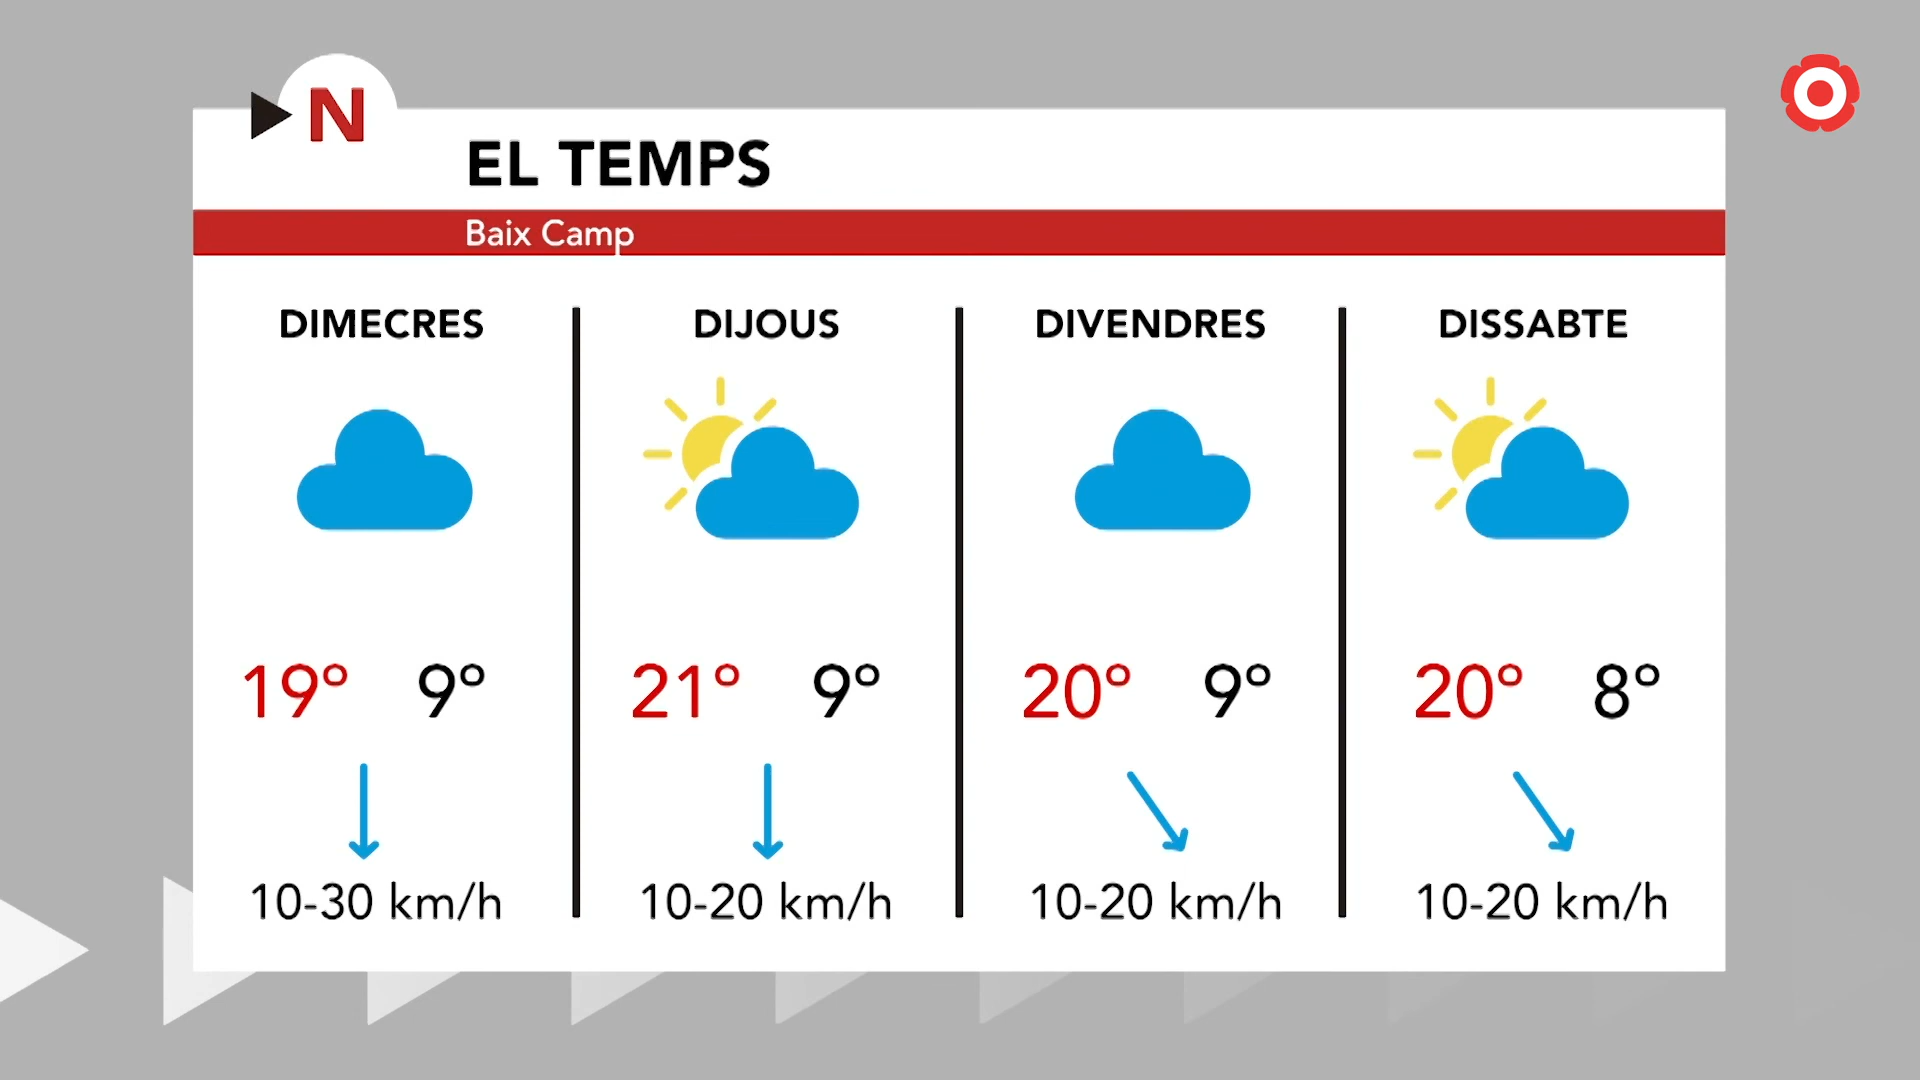 N
EL TEMPS
Baix Camp
DIMECRES
19° 9°
10-30 km/h
DIJOUS
21° 9°
10-20 km/h
DIVENDRES
20° 9°
10-20 km/h
DISSABTE
20° 8°
10-20 km/h